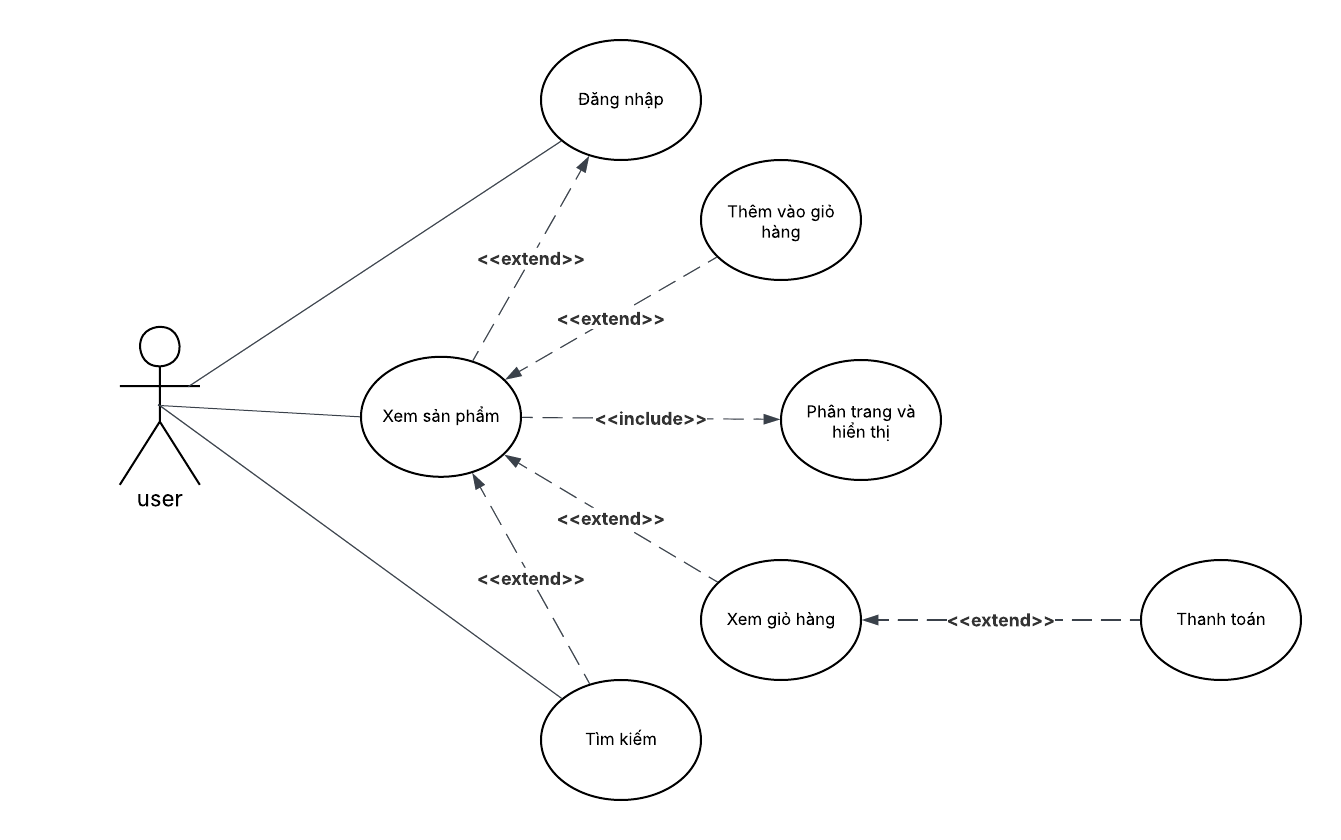 Đăng nhập
Thêm vào giỏ
hàng
<<extend>>
<<extend>>
Xem sản phẩm
<<include>>
Phân trang và
hiển thị
user
<<extend>>
<<extend>>
Xem giỏ hàng
<<extend>>
Thanh toán
Tìm kiếm